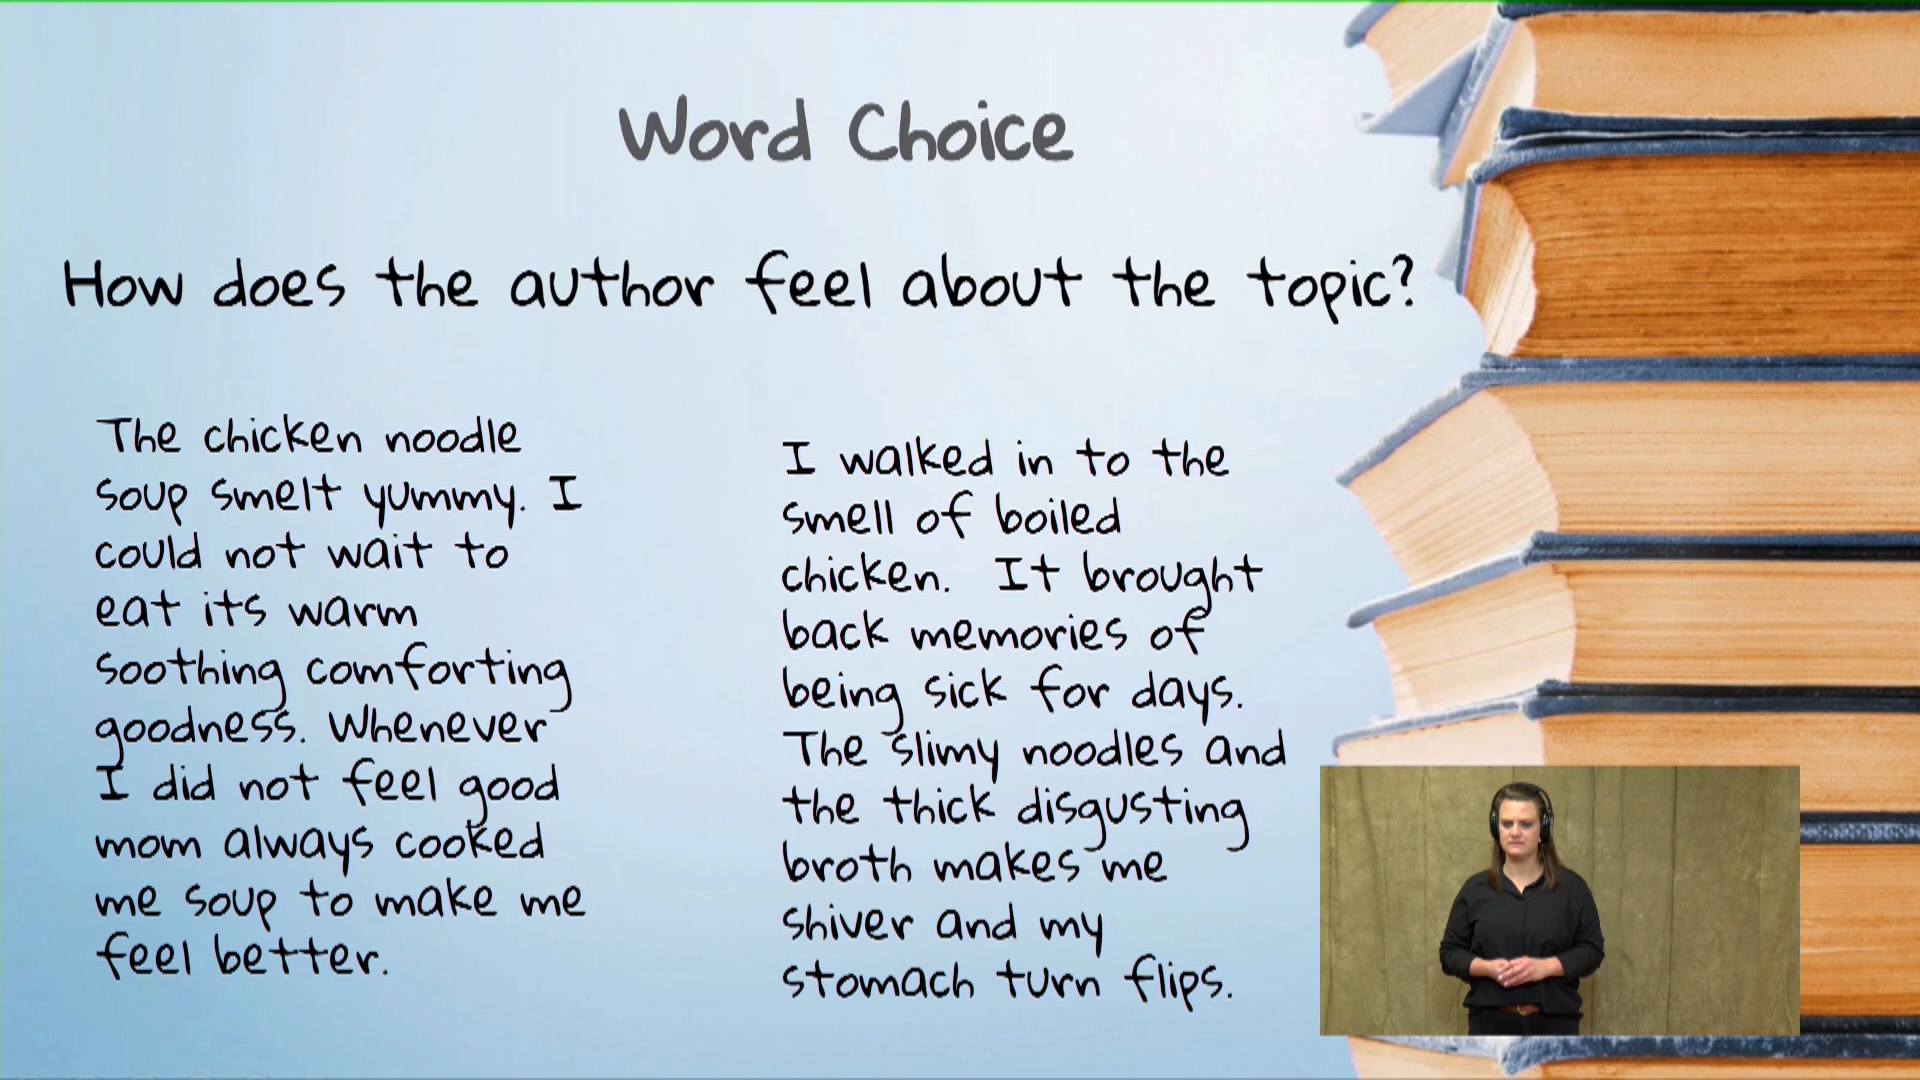 Word Choice
How does the author feel about the topic?
The chicken noodle
soup smelt yummy. I
could not wait to
eat its warm
soothing comforting
goodness. Whenever
I did not feel good
mom always cooked
me soup to make me
feel better.
I walked in to the
smell of boiled
chicken. It brought
back memories of
being sick for days.
The slimy noodles and
the thick disgusting
broth makes me
shiver and my
stomach turn flips.